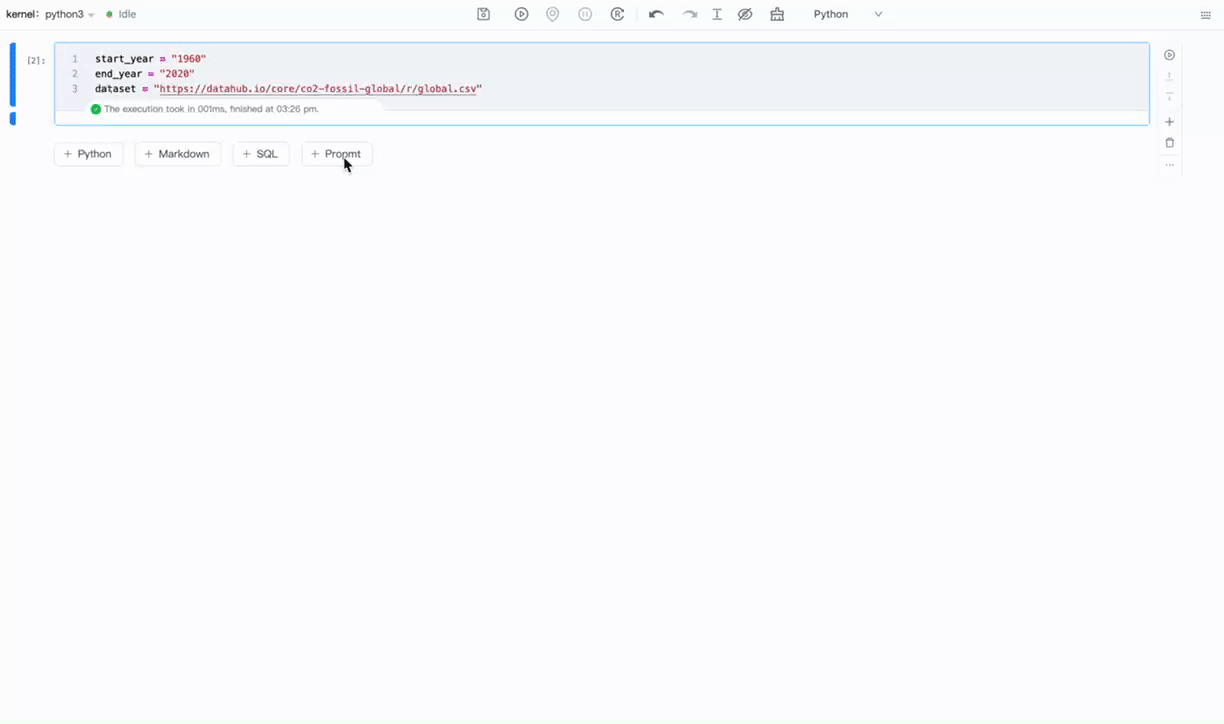 kernel: python3 Idle Python
[2]:
1 start_year = "1960"
2 end_year = "2020"
3 dataset = "https://datahub.io/core/co2-fossil-global/r/global.csv"
The execution took in 001ms, finished at 03:26 pm.
+ Python + Markdown + SQL + Propmt